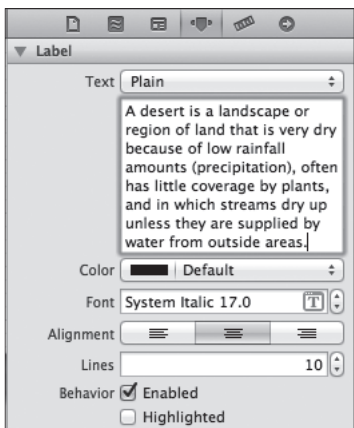 Label
Text Plain
A desert is a landscape or
region of land that is very dry
because of low rainfall
amounts (precipitation), often
has little coverage by plants,
and in which streams dry up
unless they are supplied by
water from outside areas.
Color Default
Font System Italic 17.0 T
Alignment
Lines 10
Behavior Enabled
Highlighted